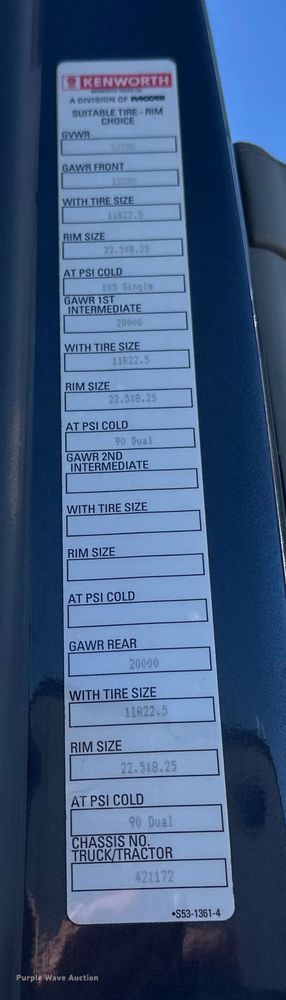 KENWORTH
KENWORTH TRUCK CO.
A DIVISION OF PACCAR
SUITABLE TIRE - RIM
CHOICE
GVWR
GAWR FRONT
WITH TIRE SIZE
11R22.5
RIM SIZE
22.5X8.25
AT PSI COLD
105 Single
GAWR 1ST
INTERMEDIATE
20000
WITH TIRE SIZE
11R22.5
RIM SIZE
22.5X8.25
AT PSI COLD
90 Dual
GAWR 2ND
INTERMEDIATE
WITH TIRE SIZE
RIM SIZE
AT PSI COLD
GAWR REAR
20000
WITH TIRE SIZE
11R22.5
RIM SIZE
22.5X8.25
AT PSI COLD
90 Dual
CHASSIS NO.
TRUCK/TRACTOR
421172
•S53-1361-4
Purple Wave Auction